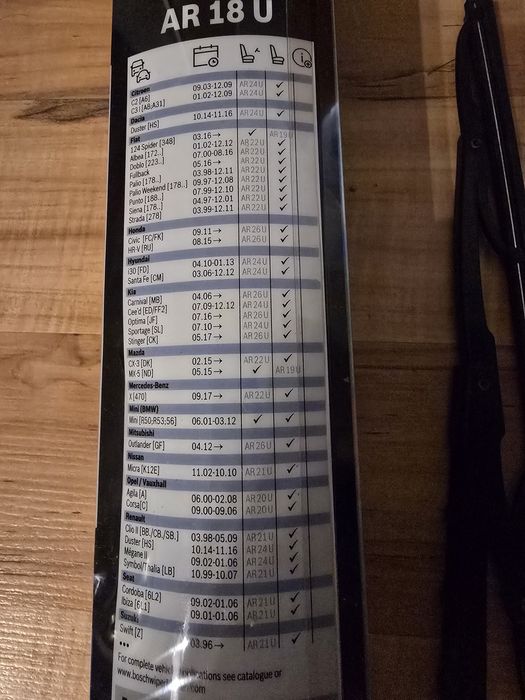 AR 18 U
Citroen
C2 [A6] 09.03-12.09 AR24U ✓
C3 I [A8;A31] 01.02-12.09 AR24U ✓
Dacia
Duster [HS] 10.14-11.16 AR24U ✓
Fiat
124 Spider [348] 03.16→ ✓ AR19U
Albea [172..] 01.02-12.12 AR22U ✓
Doblo [223..] 07.00-08.16 AR22U ✓
Fullback 05.16→ AR22U ✓
Palio [178..] 03.98-12.11 AR22U ✓
Palio Weekend [178..] 09.97-12.08 AR22U ✓
Punto [188..] 07.99-12.10 AR22U ✓
Siena [178..] 04.97-12.01 AR22U ✓
Strada [278] 03.99-12.11 AR22U ✓
Honda
Civic [FC/FK] 09.11→ AR26U ✓
HR-V [RU] 08.15→ AR26U ✓
Hyundai
i30 [FD] 04.10-01.13 AR24U ✓
Santa Fe [CM] 03.06-12.12 AR24U ✓
Kia
Carnival [MB] 04.06→ AR26U ✓
Cee'd [ED/FF2] 07.09-12.12 AR24U ✓
Optima [JF] 07.16→ AR26U ✓
Sportage [SL] 07.10→ AR24U ✓
Stinger [CK] 05.17→ AR26U ✓
Mazda
CX-3 [DK] 02.15→ AR22U ✓
MX-5 [ND] 05.15→ ✓ AR19U
Mercedes-Benz
X [470] 09.17→ AR22U ✓
Mini (BMW)
Mini [R50;R53;56] 06.01-03.12 ✓ ✓
Mitsubishi
Outlander [GF] 04.12→ AR26U ✓
Nissan
Micra [K12E] 11.02-10.10 AR21U ✓
Opel / Vauxhall
Agila [A] 06.00-02.08 AR20U ✓
Corsa [C] 09.00-09.06 AR20U ✓
Renault
Clio II [BB./CB./SB.] 03.98-05.09 AR21U ✓
Duster [HS] 10.14-11.16 AR24U ✓
Mégane II 09.02-01.06 AR24U ✓
Symbol/Thalia [LB] 10.99-10.07 AR21U ✓
Seat
Cordoba [6L2] 09.02-01.06 AR21U ✓
Ibiza [6L1] 09.01-01.06 AR21U ✓
Suzuki
Swift [2] 03.96→ AR21U ✓
•••
For complete vehicle applications see catalogue or